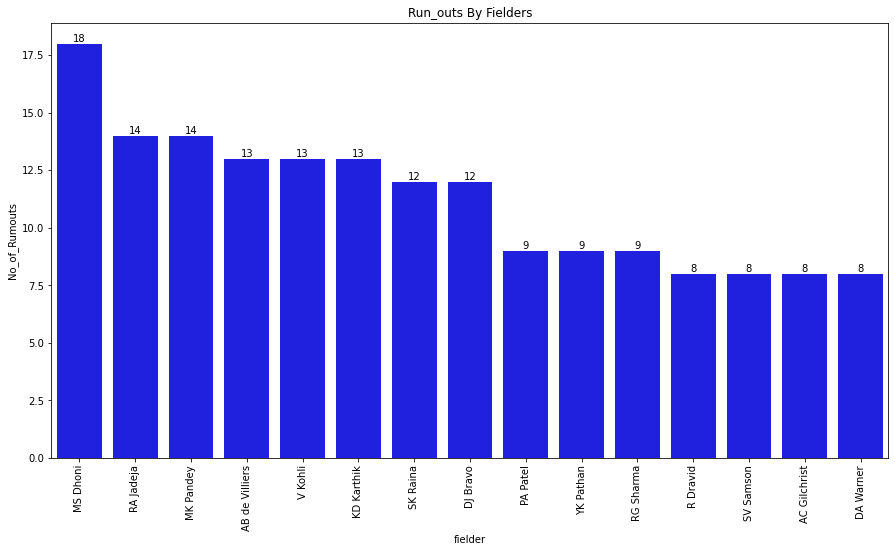 Run_outs By Fielders
No_of_Rumouts
17.5
15.0
12.5
10.0
7.5
5.0
2.5
0.0
18
14
14
13
13
13
12
12
9
9
9
8
8
8
8
MS Dhoni
RA Jadeja
MK Pandey
AB de Villiers
V Kohli
KD Karthik
SK Raina
DJ Bravo
PA Patel
YK Pathan
RG Sharma
R Dravid
SV Samson
AC Gilchrist
DA Warner
fielder